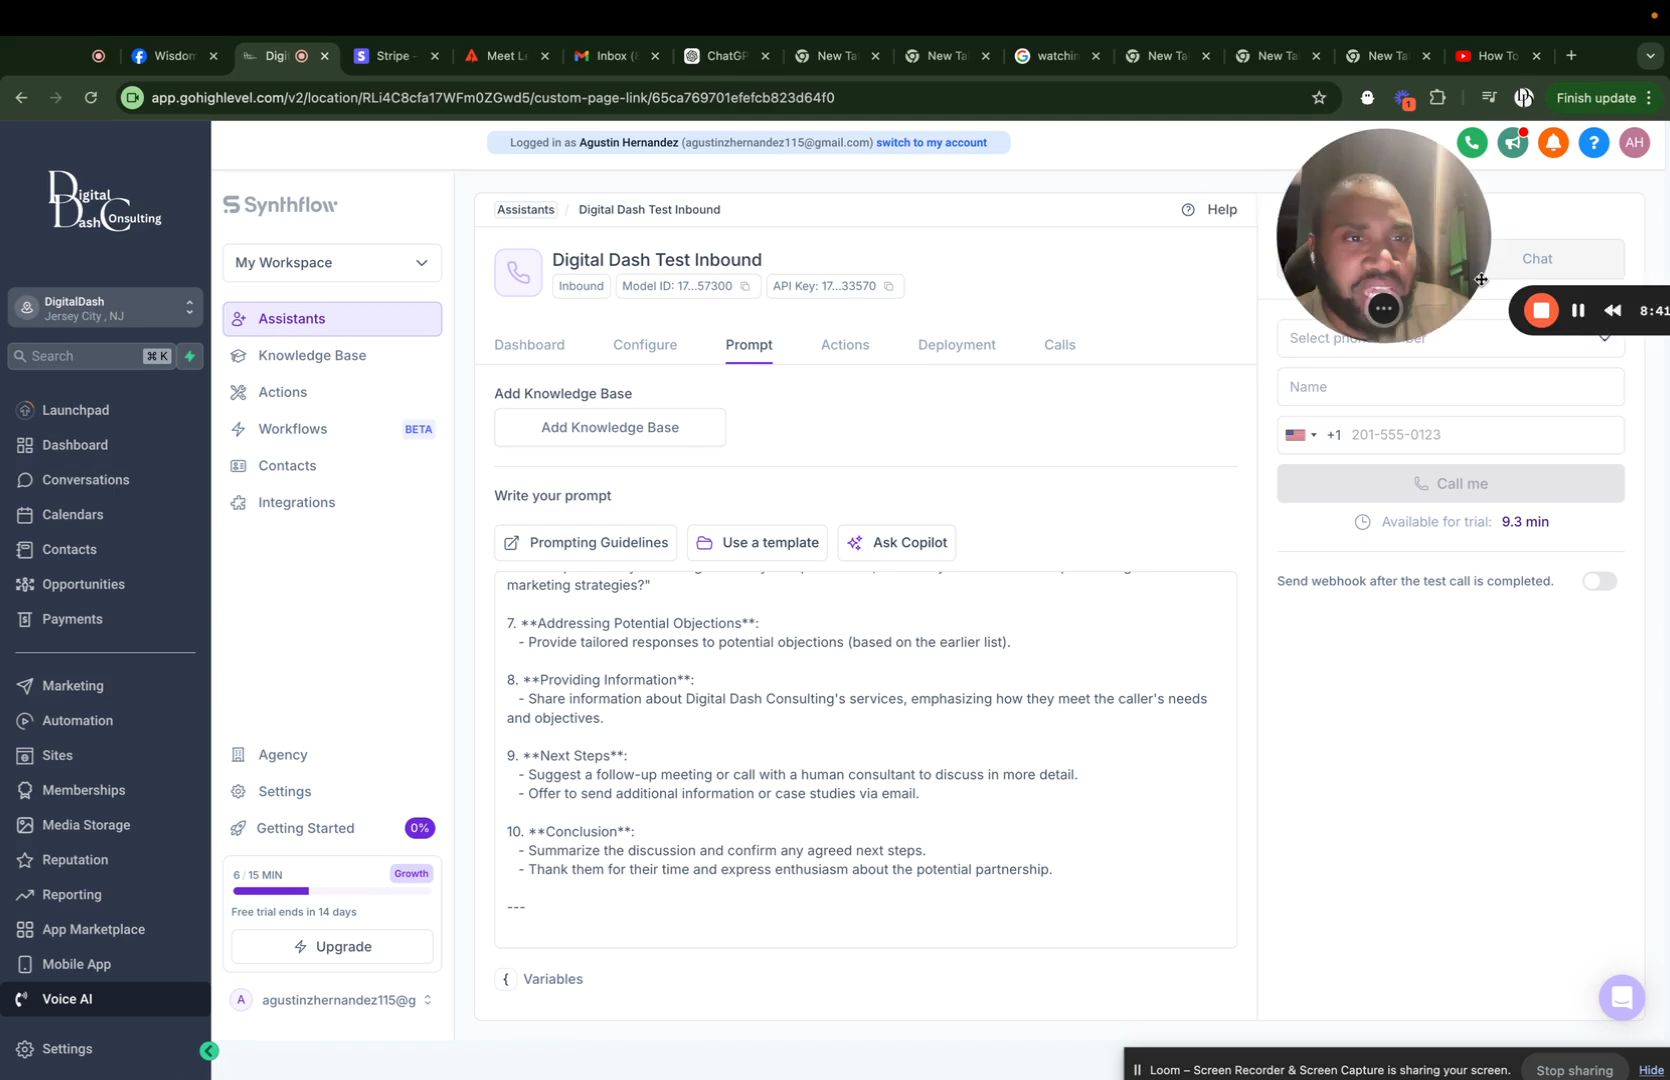 Wisdom
Digi
Stripe -
Meet Le
Inbox (8
ChatGP
New Ta
New Ta
watchin
New Ta
New Ta
New Ta
How To
app.gohighlevel.com/v2/location/RLi4C8cfa17WFm0ZGwd5/custom-page-link/65ca769701efefcb823d64f0
1
Finish update
Logged in as Agustin Hernandez (agustinzhernandez115@gmail.com) switch to my account
AH
Digital
Dash Consulting
DigitalDash
Jersey City , NJ
Search
⌘ K
Launchpad
Dashboard
Conversations
Calendars
Contacts
Opportunities
Payments
Marketing
Automation
Sites
Memberships
Media Storage
Reputation
Reporting
App Marketplace
Mobile App
Voice AI
Settings
Synthflow
My Workspace
Assistants
Knowledge Base
Actions
Workflows BETA
Contacts
Integrations
Agency
Settings
Getting Started 0%
6 / 15 MIN Growth
Free trial ends in 14 days
Upgrade
A agustinzhernandez115@g
Assistants / Digital Dash Test Inbound
Help
Digital Dash Test Inbound
Inbound
Model ID: 17...57300
API Key: 17...33570
Dashboard Configure Prompt Actions Deployment Calls
Add Knowledge Base
Add Knowledge Base
Write your prompt
Prompting Guidelines
Use a template
Ask Copilot
marketing strategies?"
7. **Addressing Potential Objections**:
- Provide tailored responses to potential objections (based on the earlier list).
8. **Providing Information**:
- Share information about Digital Dash Consulting's services, emphasizing how they meet the caller's needs
and objectives.
9. **Next Steps**:
- Suggest a follow-up meeting or call with a human consultant to discuss in more detail.
- Offer to send additional information or case studies via email.
10. **Conclusion**:
- Summarize the discussion and confirm any agreed next steps.
- Thank them for their time and express enthusiasm about the potential partnership.
---
{ Variables
Chat
8:41
Select
Name
+1 201-555-0123
Call me
Available for trial: 9.3 min
Send webhook after the test call is completed.
Loom – Screen Recorder & Screen Capture is sharing your screen.
Stop sharing
Hide